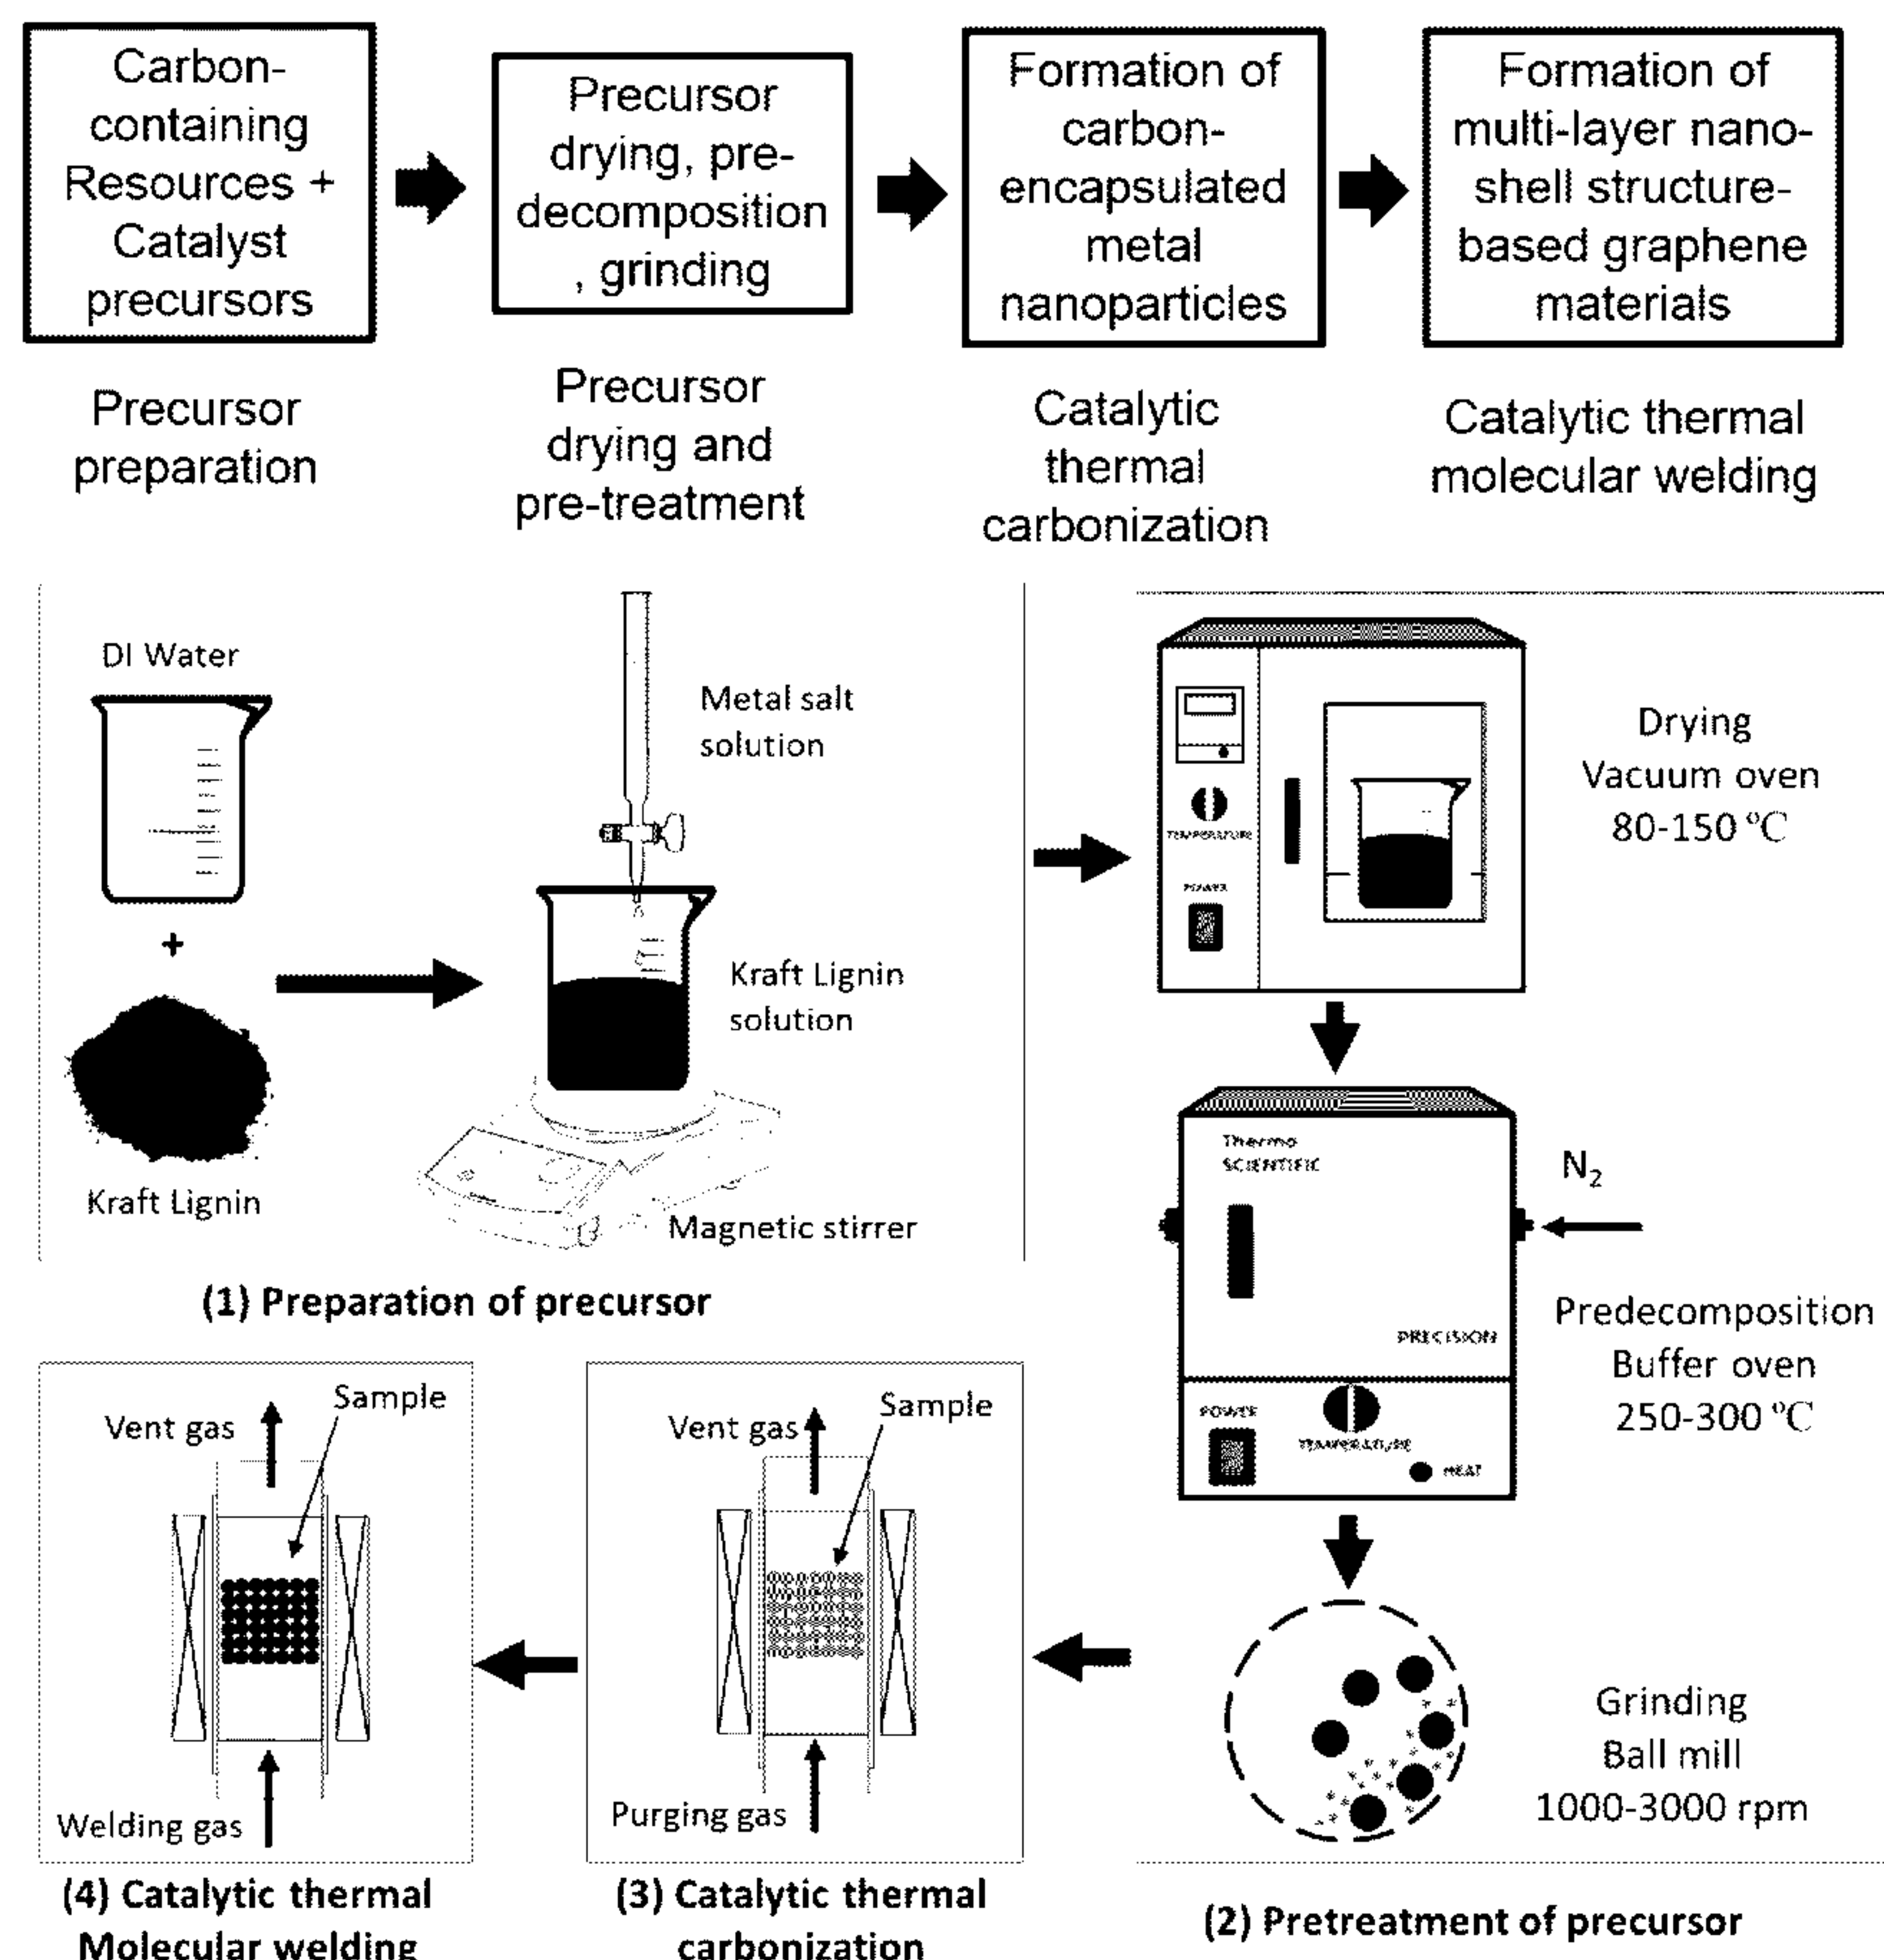 Carbon-
containing
Resources +
Catalyst
precursors
Precursor
drying, pre-
decomposition
, grinding
Formation of
carbon-
encapsulated
metal
nanoparticles
Formation of
multi-layer nano-
shell structure-
based graphene
materials
Precursor
preparation
Precursor
drying and
pre-treatment
Catalytic
thermal
carbonization
Catalytic thermal
molecular welding
DI Water
+
Kraft Lignin
Metal salt
solution
Kraft Lignin
solution
Magnetic stirrer
(1) Preparation of precursor
TEMPERATURE
POWER
Drying
Vacuum oven
80-150 ℃
Thermo
SCIENTIFIC
PRECISION
POWER
TEMPERATURE
HEAT
N₂
Predecomposition
Buffer oven
250-300 ℃
Grinding
Ball mill
1000-3000 rpm
(2) Pretreatment of precursor
Vent gas
Sample
Purging gas
(3) Catalytic thermal
carbonization
Vent gas
Sample
Welding gas
(4) Catalytic thermal
Molecular welding